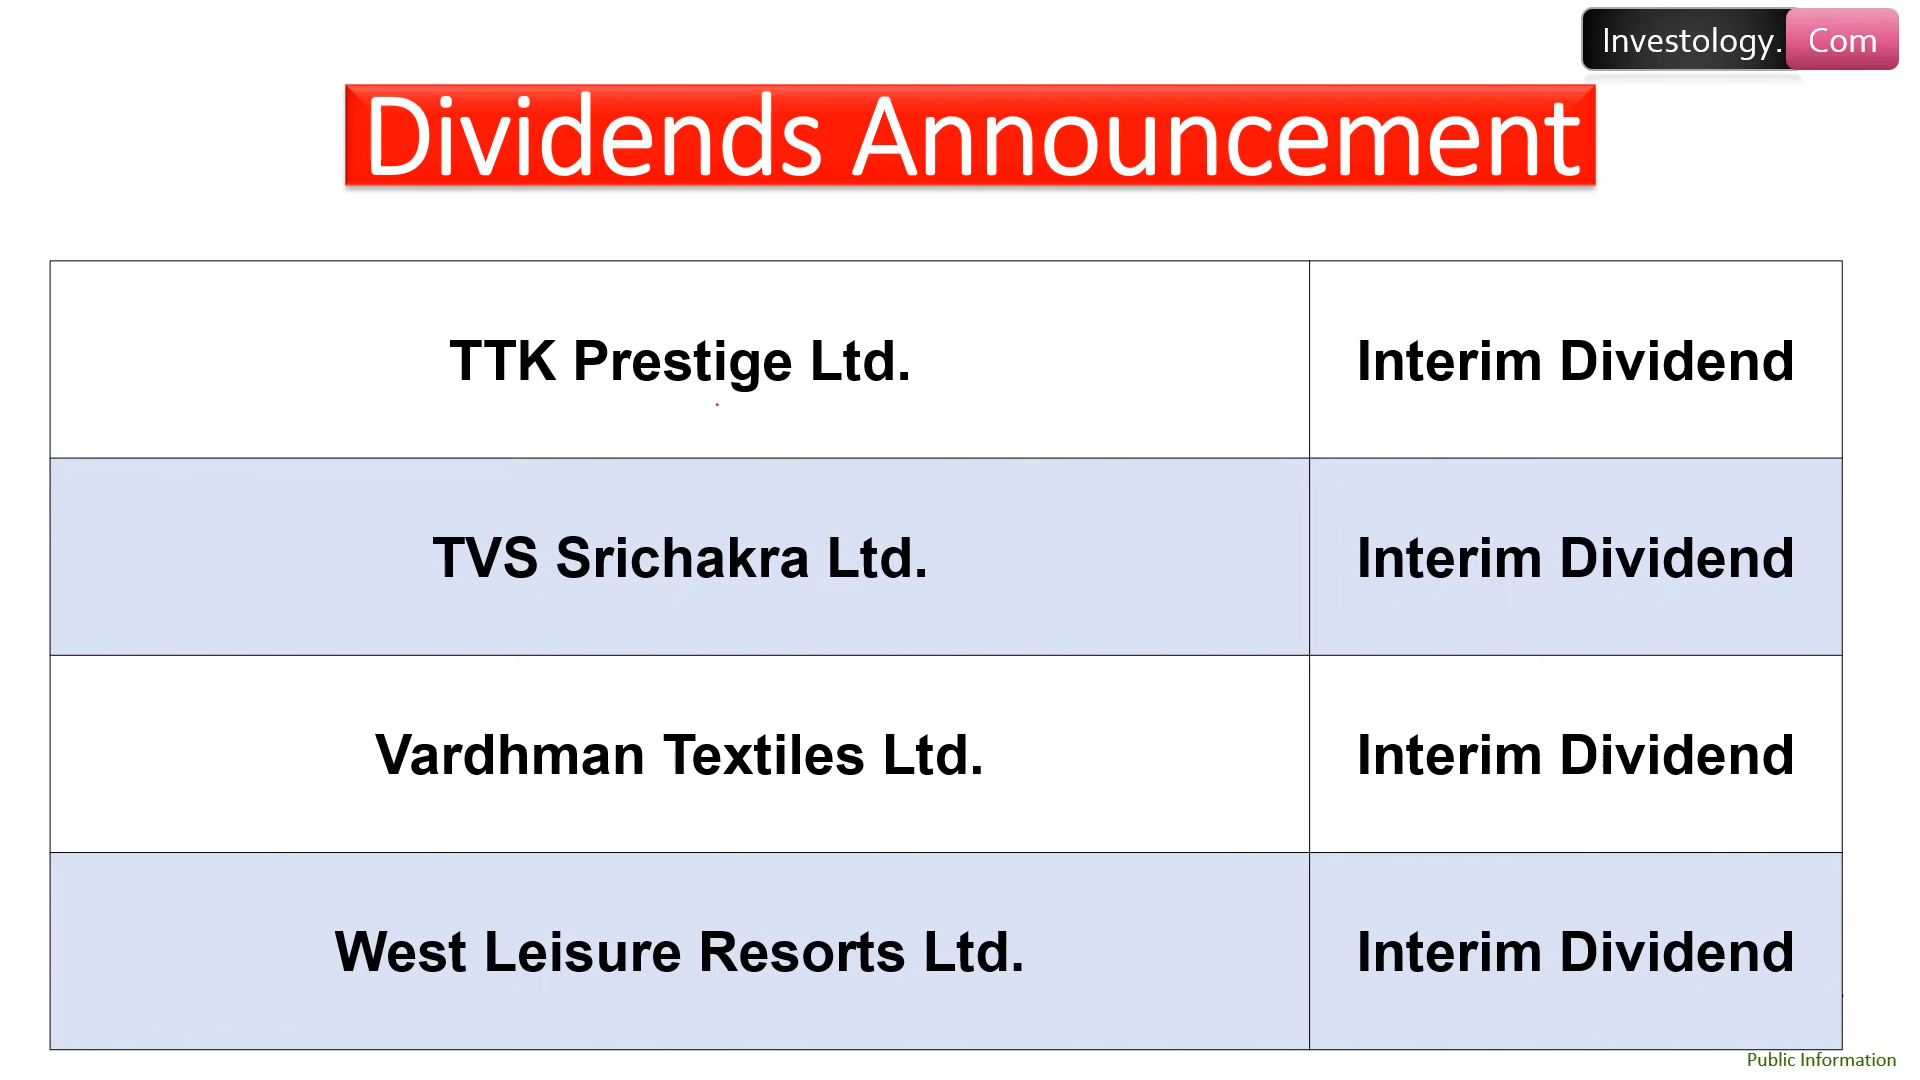 Investology. Com
Dividends Announcement
TTK Prestige Ltd. Interim Dividend
TVS Srichakra Ltd. Interim Dividend
Vardhman Textiles Ltd. Interim Dividend
West Leisure Resorts Ltd. Interim Dividend
Public Information